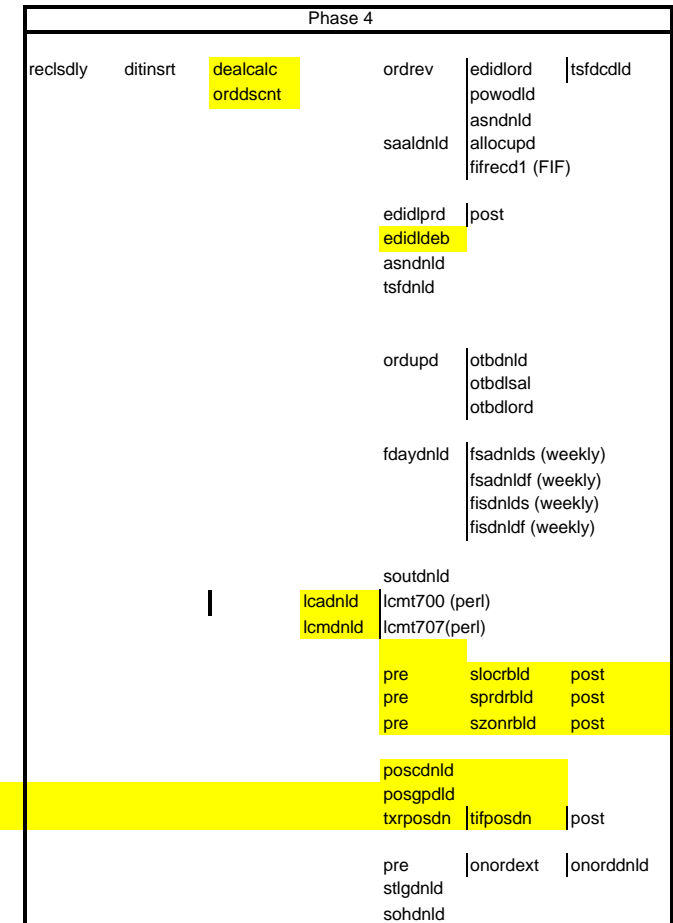 Phase 4
reclsdly ditinsrt dealcalc ordrev edidlord tsfdcdld
orddscnt powodld
asndnld
saaldnld allocupd
fifrecd1 (FIF)
edidlprd post
edidldeb
asndnld
tsfdnld
ordupd otbdnld
otbdlsal
otbdlord
fdaydnld fsadnlds (weekly)
fsadnldf (weekly)
fisdnlds (weekly)
fisdnldf (weekly)
soutdnld
lcadnld lcmt700 (perl)
lcmdnld lcmt707(perl)
pre slocrbld post
pre sprdrbld post
pre szonrbld post
poscdnld
posgpdld
txrposdn tifposdn post
pre onordext onorddnld
stlgdnld
sohdnld